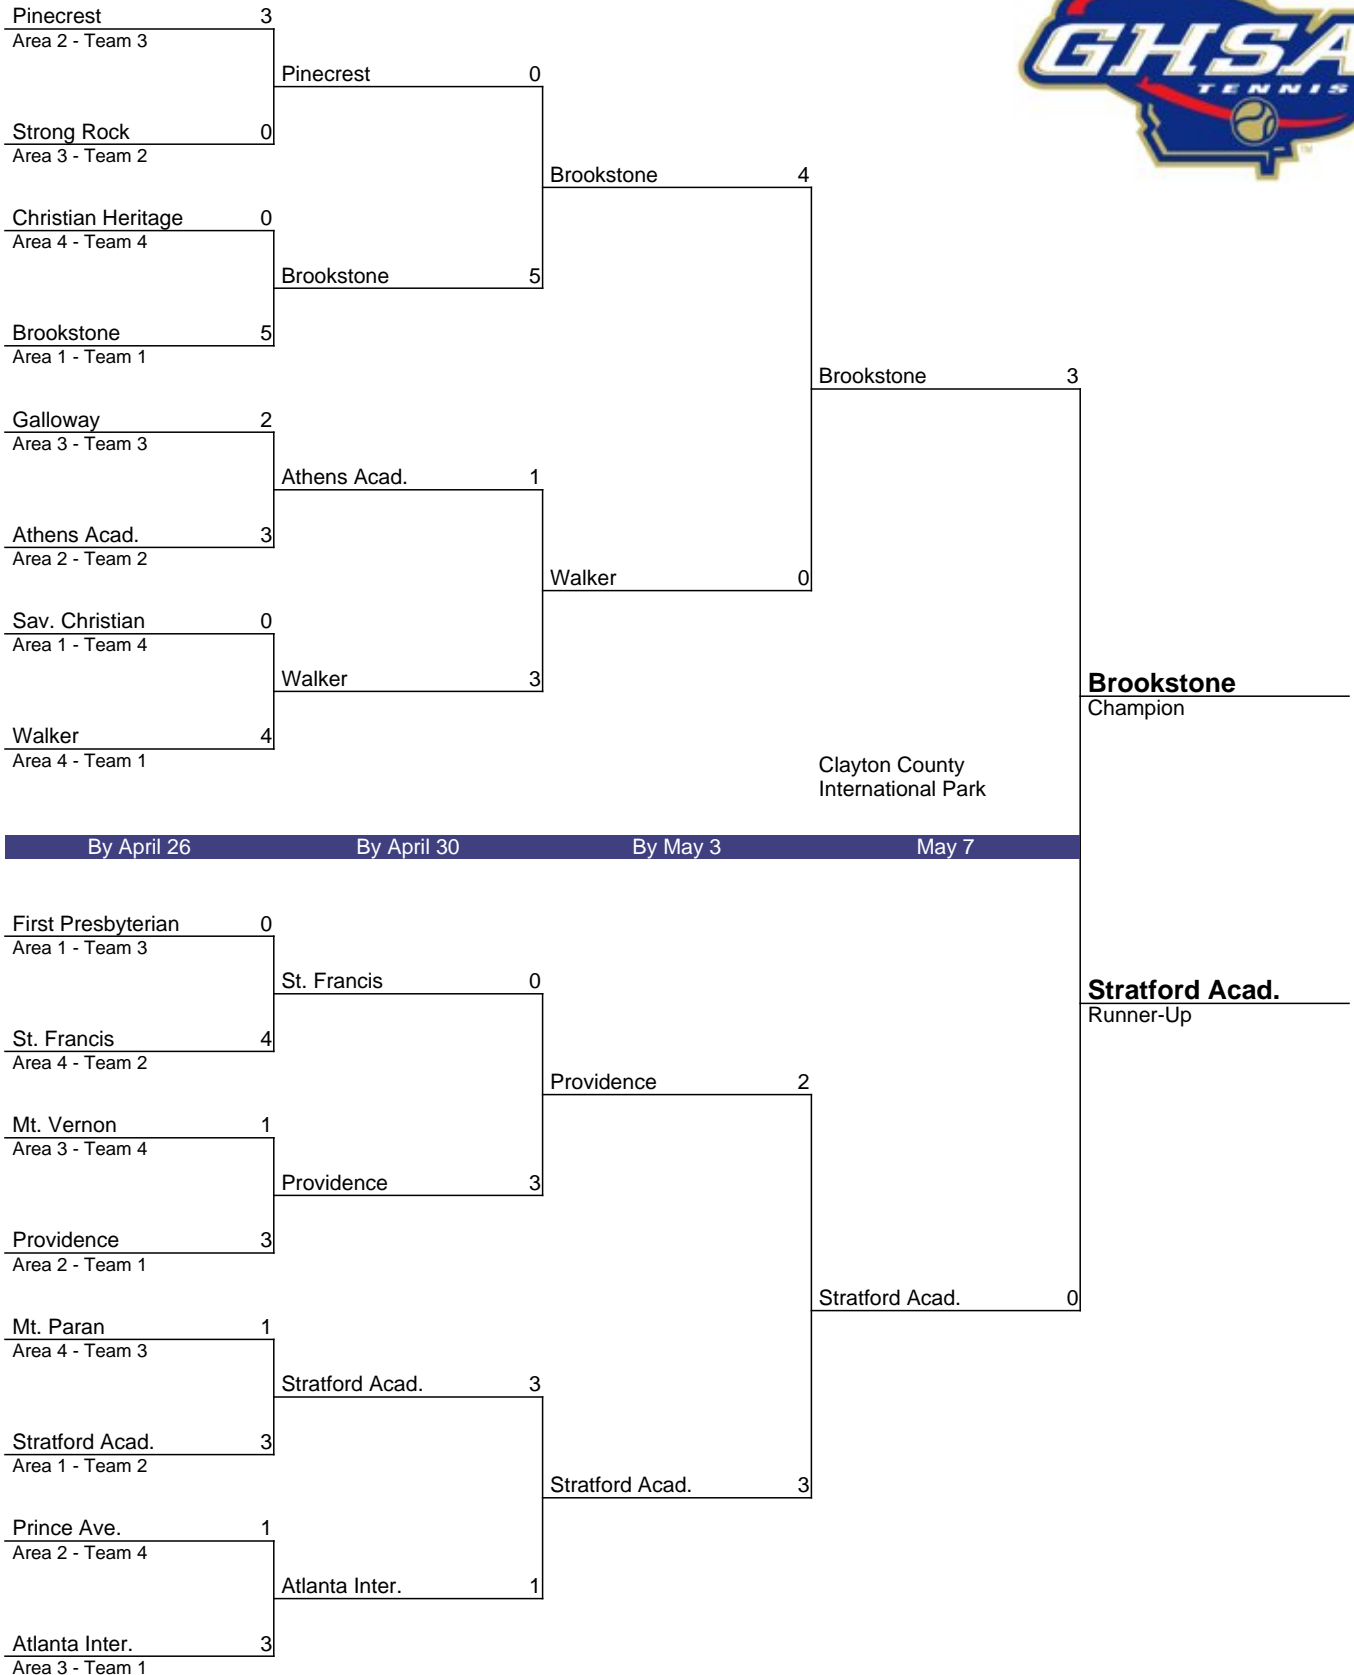 Pinecrest 3
Area 2 - Team 3
GHSA
TENNIS
TM
Pinecrest 0
Strong Rock 0
Area 3 - Team 2
Brookstone 4
Christian Heritage 0
Area 4 - Team 4
Brookstone 5
Brookstone 5
Area 1 - Team 1
Brookstone 3
Galloway 2
Area 3 - Team 3
Athens Acad. 1
Athens Acad. 3
Area 2 - Team 2
Walker 0
Sav. Christian 0
Area 1 - Team 4
Walker 3
Brookstone
Champion
Walker 4
Area 4 - Team 1
Clayton County
International Park
By April 26 By April 30 By May 3 May 7
First Presbyterian 0
Area 1 - Team 3
St. Francis 0
Stratford Acad.
Runner-Up
St. Francis 4
Area 4 - Team 2
Providence 2
Mt. Vernon 1
Area 3 - Team 4
Providence 3
Providence 3
Area 2 - Team 1
Stratford Acad. 0
Mt. Paran 1
Area 4 - Team 3
Stratford Acad. 3
Stratford Acad. 3
Area 1 - Team 2
Stratford Acad. 3
Prince Ave. 1
Area 2 - Team 4
Atlanta Inter. 1
Atlanta Inter. 3
Area 3 - Team 1